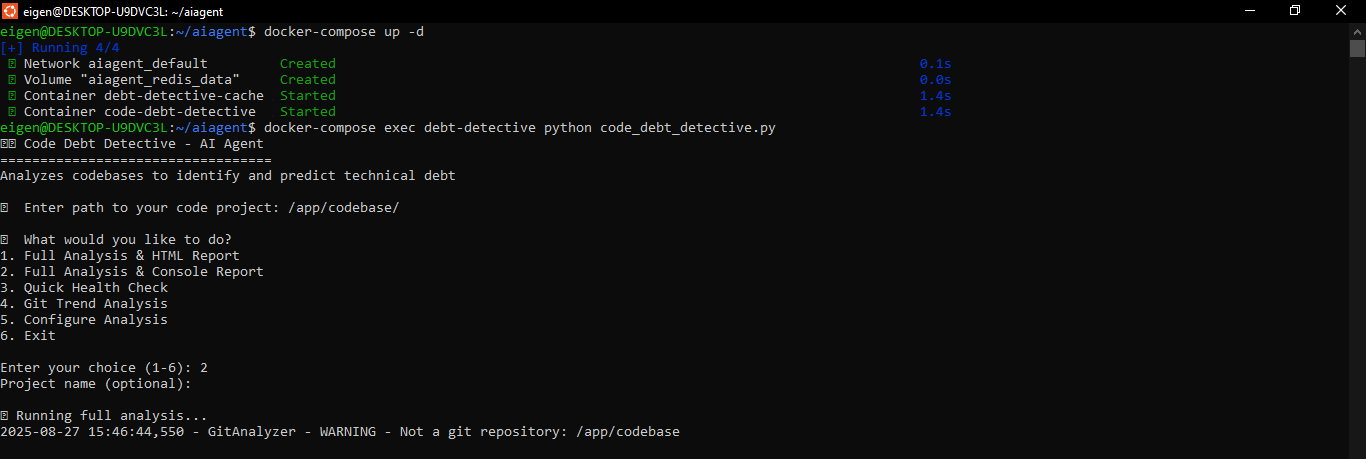 eigen@DESKTOP-U9DVC3L: ~/aiagent
eigen@DESKTOP-U9DVC3L:~/aiagent$ docker-compose up -d
[+] Running 4/4
Network aiagent_default Created 0.1s
Volume "aiagent_redis_data" Created 0.0s
Container debt-detective-cache Started 1.4s
Container code-debt-detective Started 1.4s
eigen@DESKTOP-U9DVC3L:~/aiagent$ docker-compose exec debt-detective python code_debt_detective.py
Code Debt Detective - AI Agent
==================================
Analyzes codebases to identify and predict technical debt
Enter path to your code project: /app/codebase/
What would you like to do?
1. Full Analysis & HTML Report
2. Full Analysis & Console Report
3. Quick Health Check
4. Git Trend Analysis
5. Configure Analysis
6. Exit
Enter your choice (1-6): 2
Project name (optional):
Running full analysis...
2025-08-27 15:46:44,550 - GitAnalyzer - WARNING - Not a git repository: /app/codebase